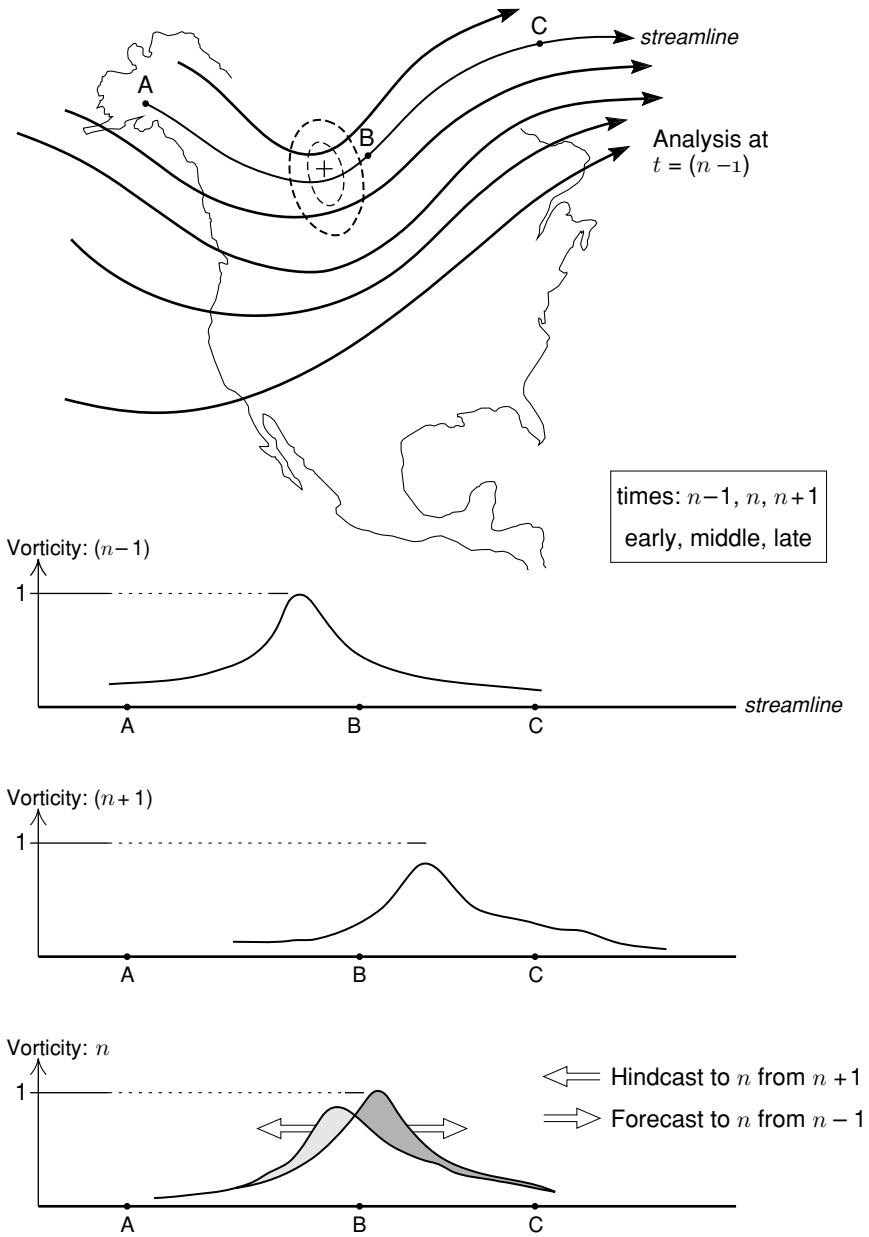 C
streamline
A
B
Analysis at
t = (n −1)
times: n−1, n, n+1
early, middle, late
Vorticity: (n−1)
1
streamline
A
B
C
Vorticity: (n+1)
1
A
B
C
Vorticity: n
1
Hindcast to n from n+1
Forecast to n from n − 1
A
B
C